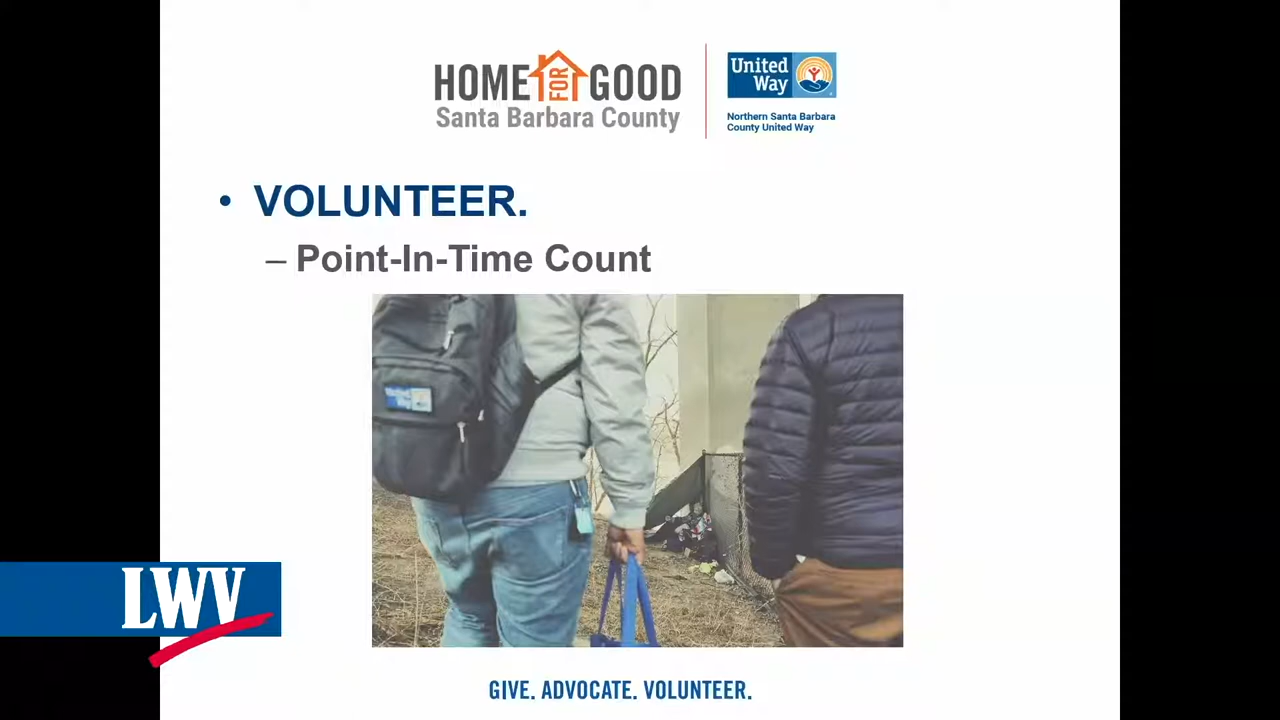 HOME FOR GOOD
Santa Barbara County
United
Way
Northern Santa Barbara
County United Way
• VOLUNTEER.
– Point-In-Time Count
LWV
GIVE. ADVOCATE. VOLUNTEER.